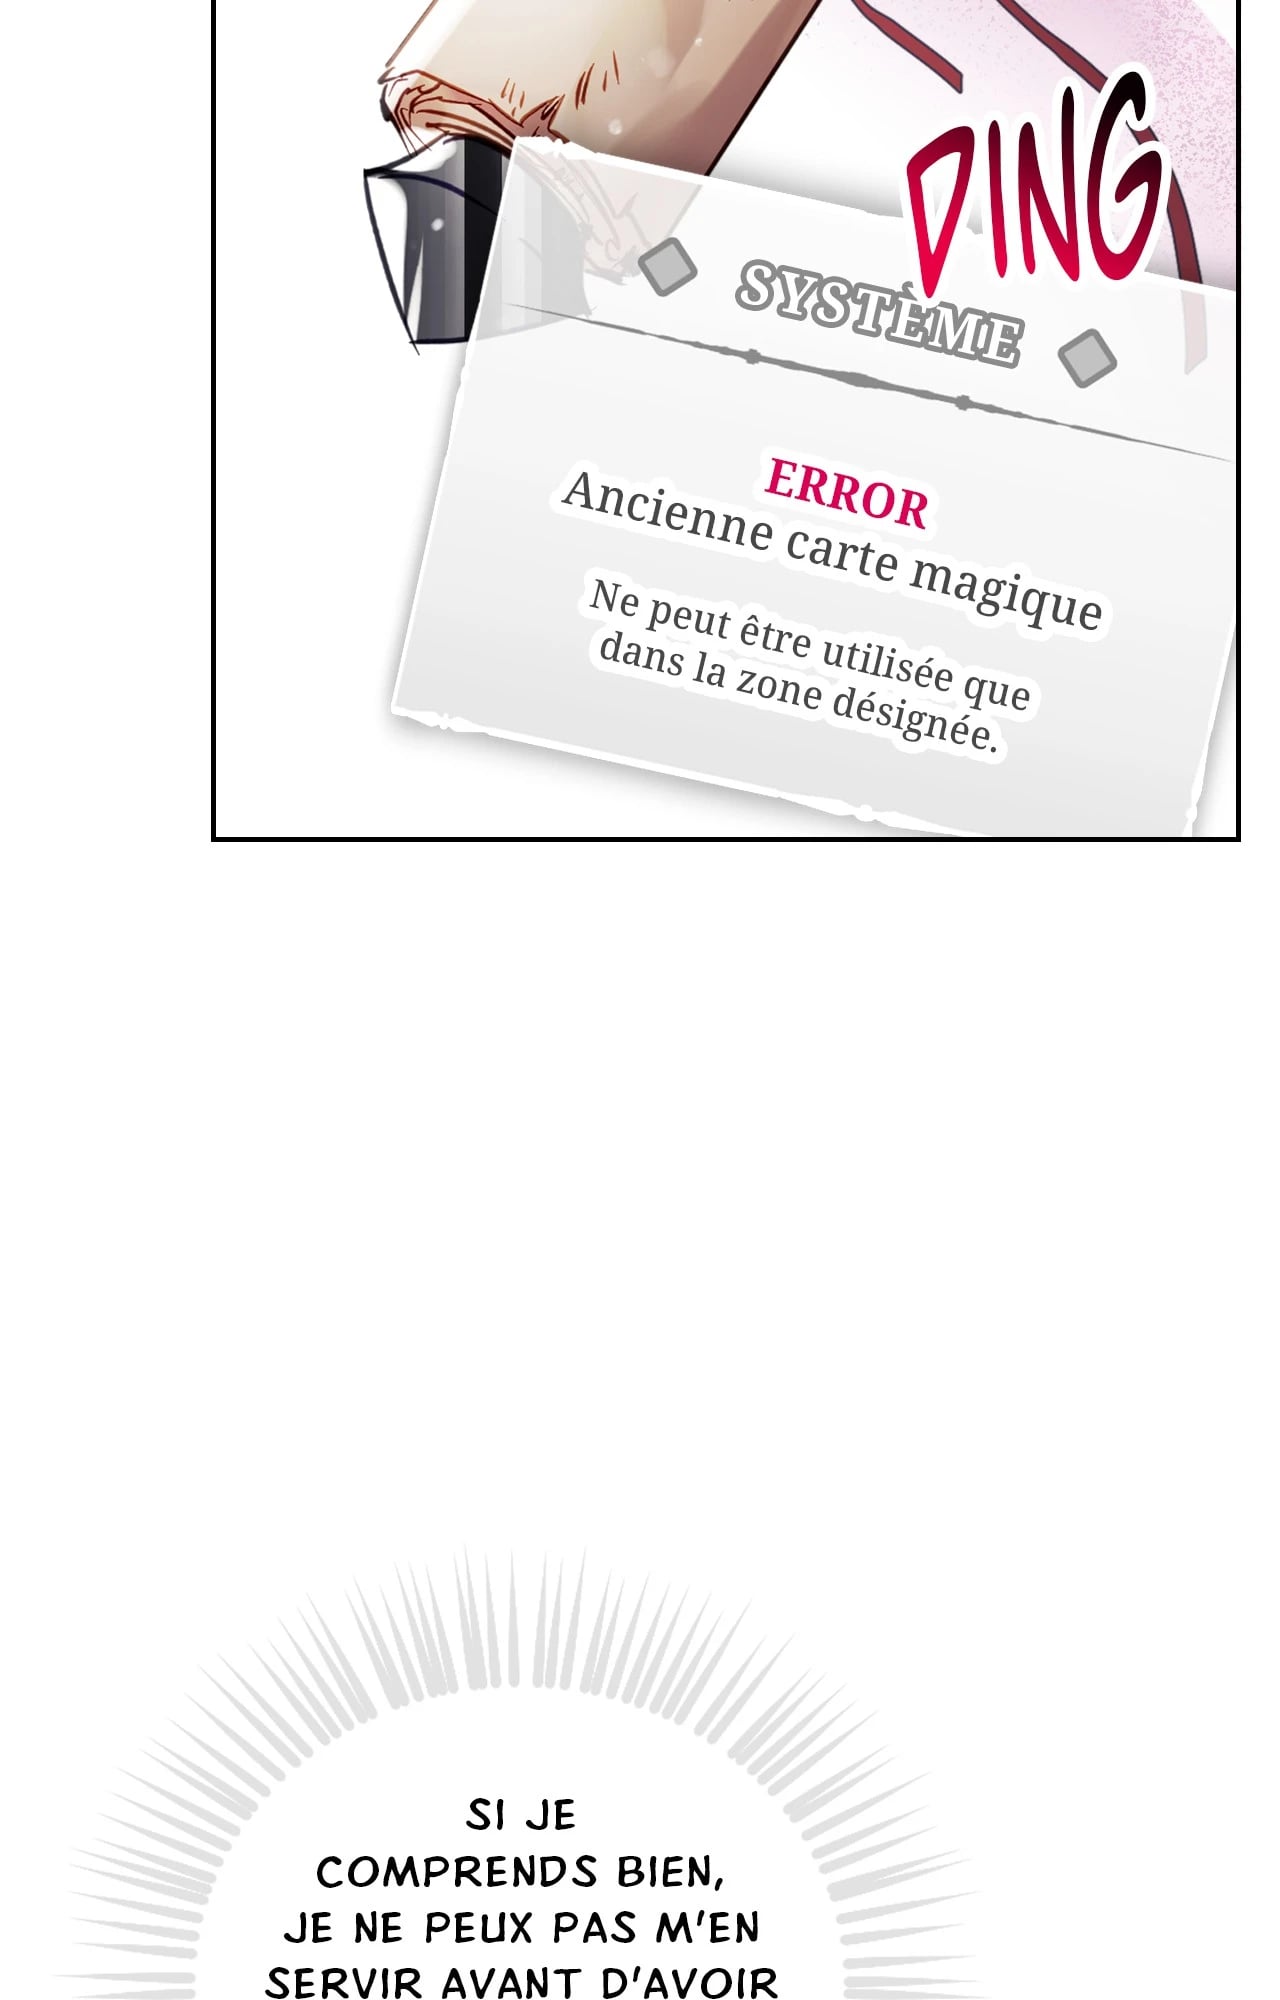 DING
SYSTÈME
ERROR
Ancienne carte magique
Ne peut être utilisée que
dans la zone désignée.
SI JE
COMPRENDS BIEN,
JE NE PEUX PAS M'EN
SERVIR AVANT D'AVOIR